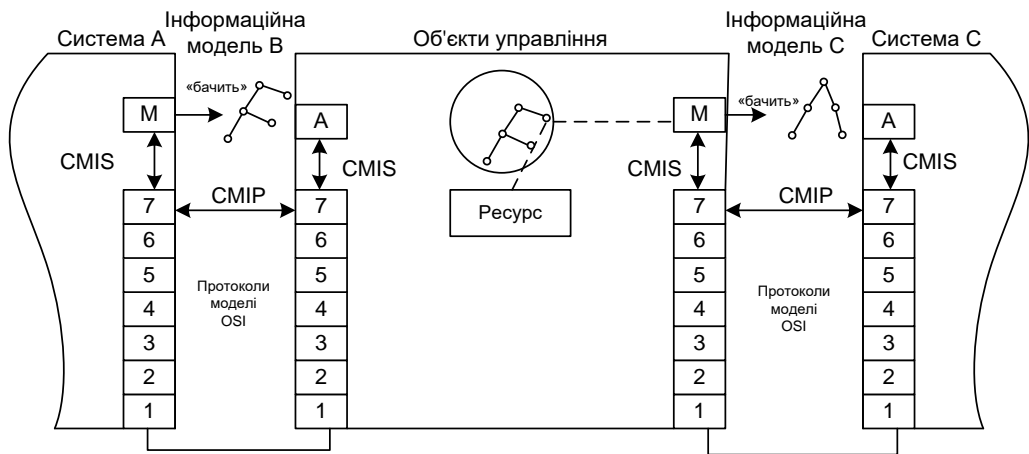 Система A
Інформаційна
модель B
Об'єкти управління
Інформаційна
модель C
Система C
M
«бачить»
A
M
«бачить»
A
CMIS
CMIS
CMIS
CMIS
CMIP
Ресурс
CMIP
7
7
7
7
6
6
6
6
5
5
5
5
Протоколи
моделі
OSI
Протоколи
моделі
OSI
4
4
4
4
3
3
3
3
2
2
2
2
1
1
1
1